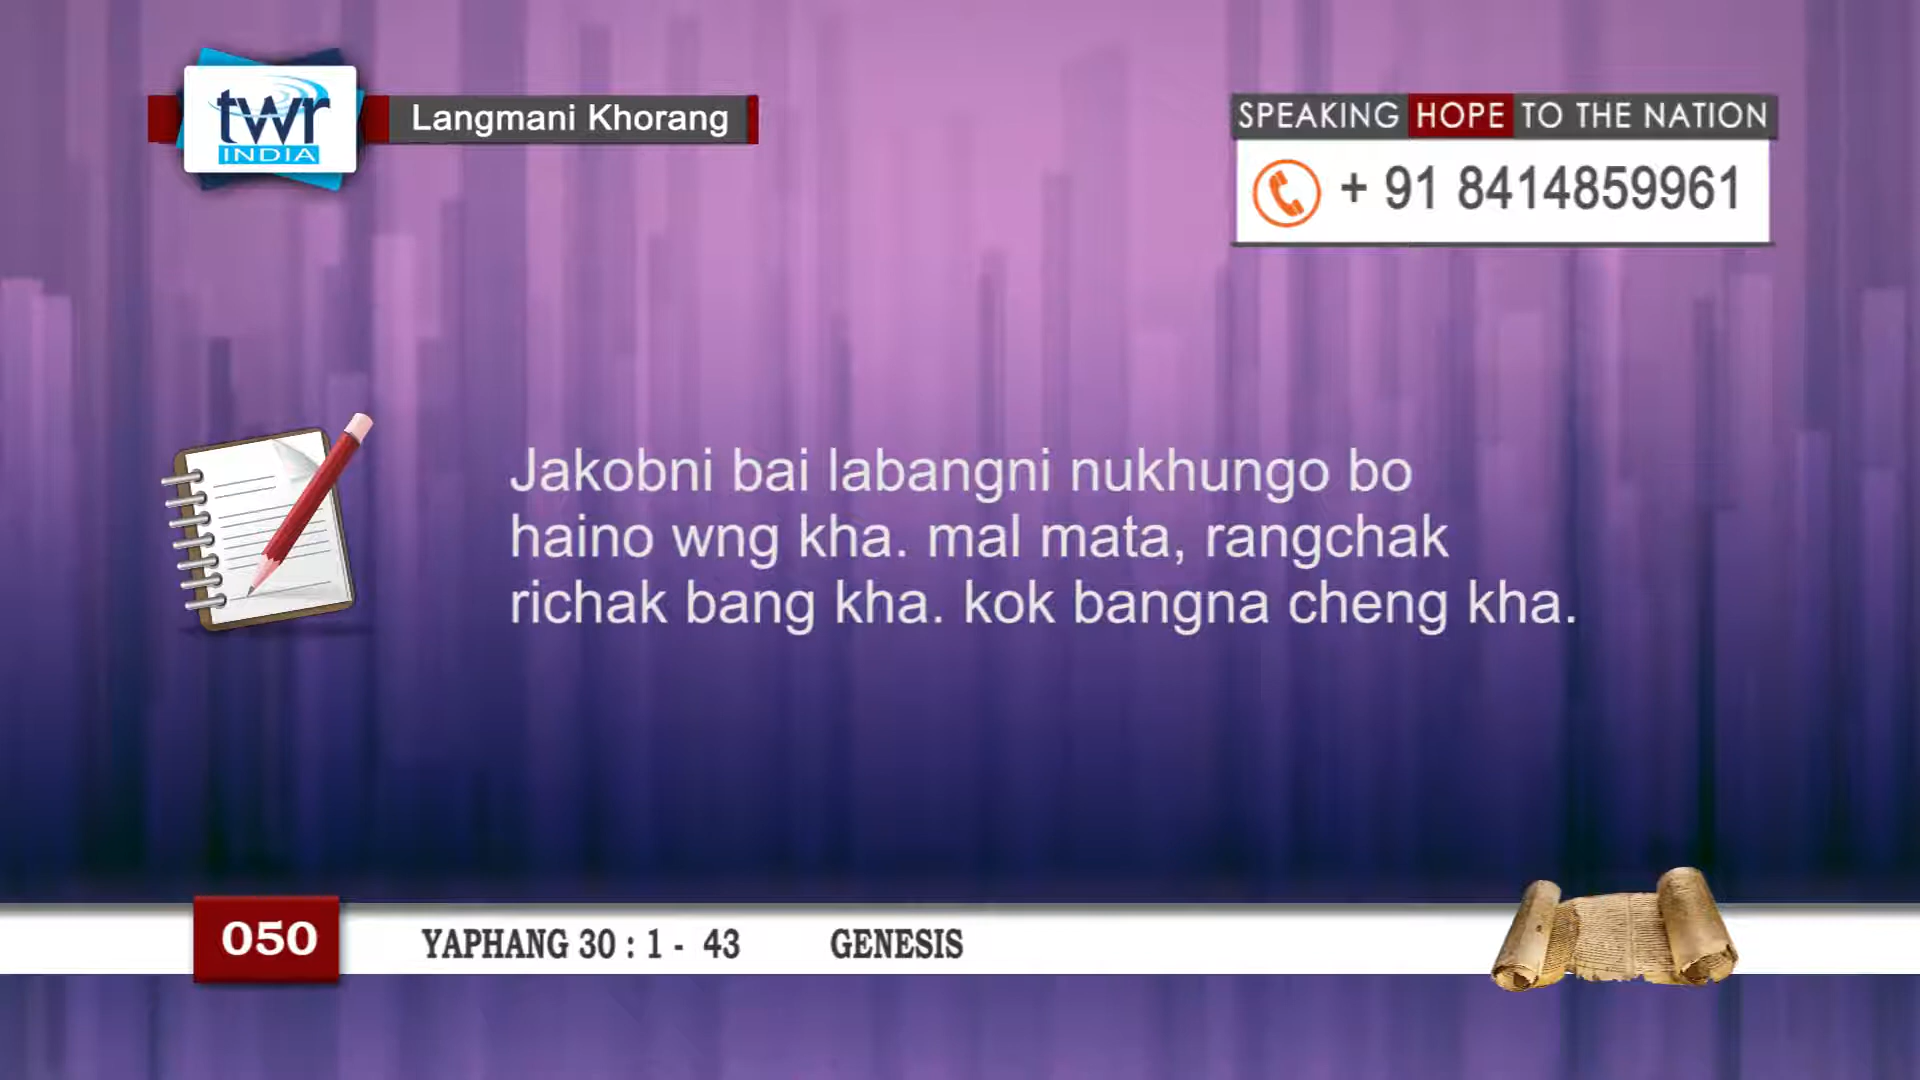 twr
INDIA
Langmani Khorang
SPEAKING HOPE TO THE NATION
+ 91 8414859961
Jakobni bai labangni nukhungo bo
haino wng kha. mal mata, rangchak
richak bang kha. kok bangna cheng kha.
050
YAPHANG 30 : 1 - 43 GENESIS